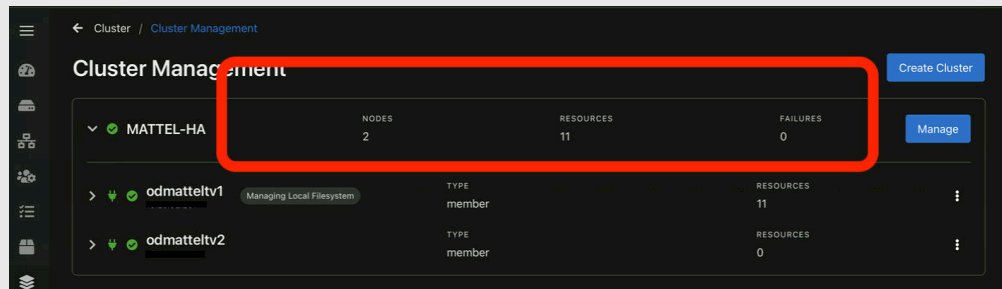 Cluster / Cluster Management
Cluster Management
Create Cluster
MATTEL-HA
NODES
2
RESOURCES
11
FAILURES
0
Manage
odmatteltv1
Managing Local Filesystem
TYPE
member
RESOURCES
11
odmatteltv2
TYPE
member
RESOURCES
0